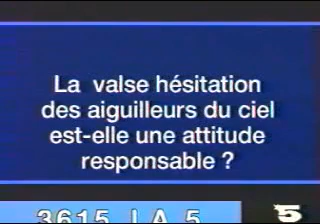 La valse hésitation
des aiguilleurs du ciel
est-elle une attitude
responsable ?
3615 LA 5
5